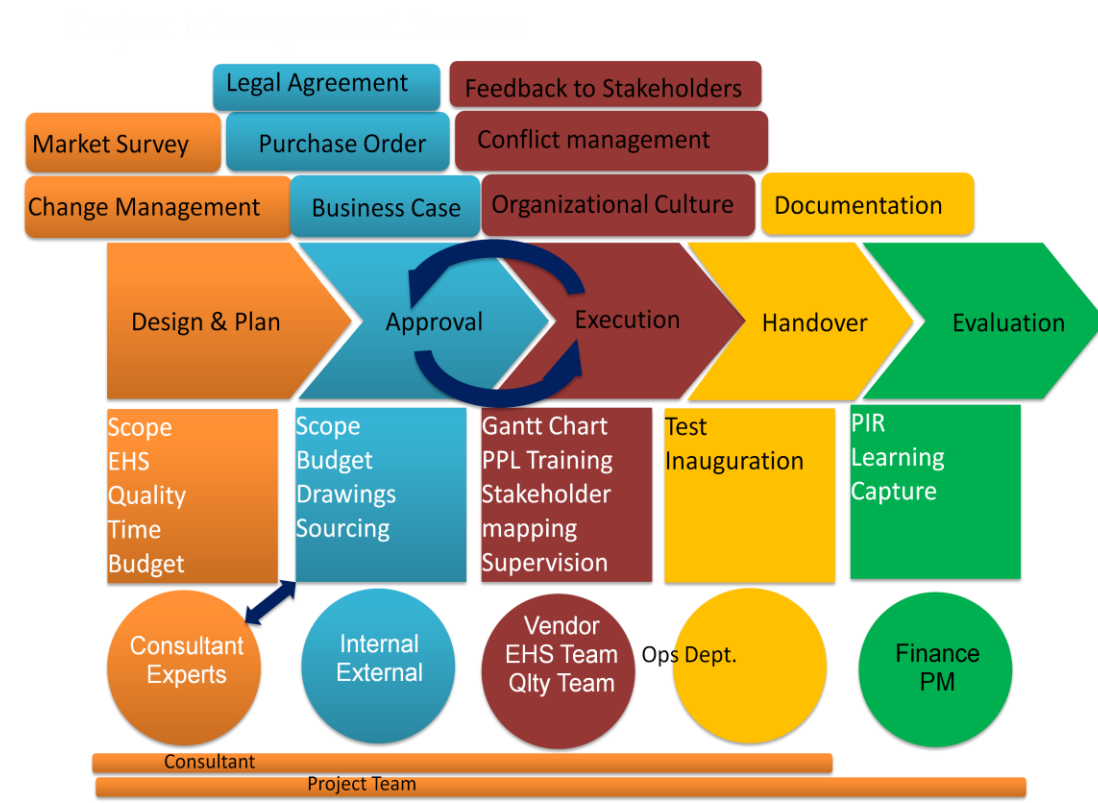 Legal Agreement
Feedback to Stakeholders
Market Survey
Purchase Order
Conflict management
Change Management
Business Case
Organizational Culture
Documentation
Design & Plan
Approval
Execution
Handover
Evaluation
Scope
EHS
Quality
Time
Budget
Scope
Budget
Drawings
Sourcing
Gantt Chart
PPL Training
Stakeholder
mapping
Supervision
Test
Inauguration
PIR
Learning
Capture
Consultant
Experts
Internal
External
Vendor
EHS Team
Qlty Team
Ops Dept.
Finance
PM
Consultant
Project Team